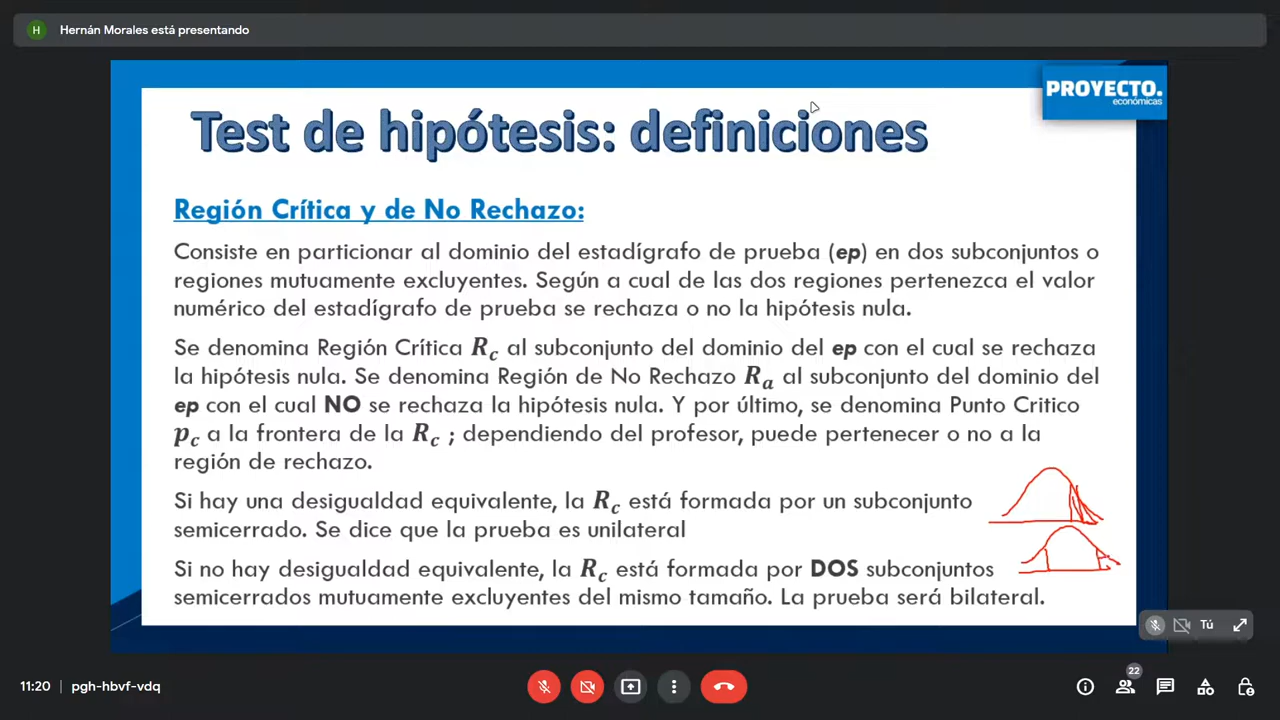 H Hernán Morales está presentando
PROYECTO.
económicas
Test de hipótesis: definiciones
Región Crítica y de No Rechazo:
Consiste en particionar al dominio del estadígrafo de prueba (ep) en dos subconjuntos o
regiones mutuamente excluyentes. Según a cual de las dos regiones pertenezca el valor
numérico del estadígrafo de prueba se rechaza o no la hipótesis nula.
Se denomina Región Crítica R_c al subconjunto del dominio del ep con el cual se rechaza
la hipótesis nula. Se denomina Región de No Rechazo R_a al subconjunto del dominio del
ep con el cual NO se rechaza la hipótesis nula. Y por último, se denomina Punto Critico
p_c a la frontera de la R_c ; dependiendo del profesor, puede pertenecer o no a la
región de rechazo.
Si hay una desigualdad equivalente, la R_c está formada por un subconjunto
semicerrado. Se dice que la prueba es unilateral
Si no hay desigualdad equivalente, la R_c está formada por DOS subconjuntos
semicerrados mutuamente excluyentes del mismo tamaño. La prueba será bilateral.
Tú
11:20 | pgh-hbvf-vdq
22